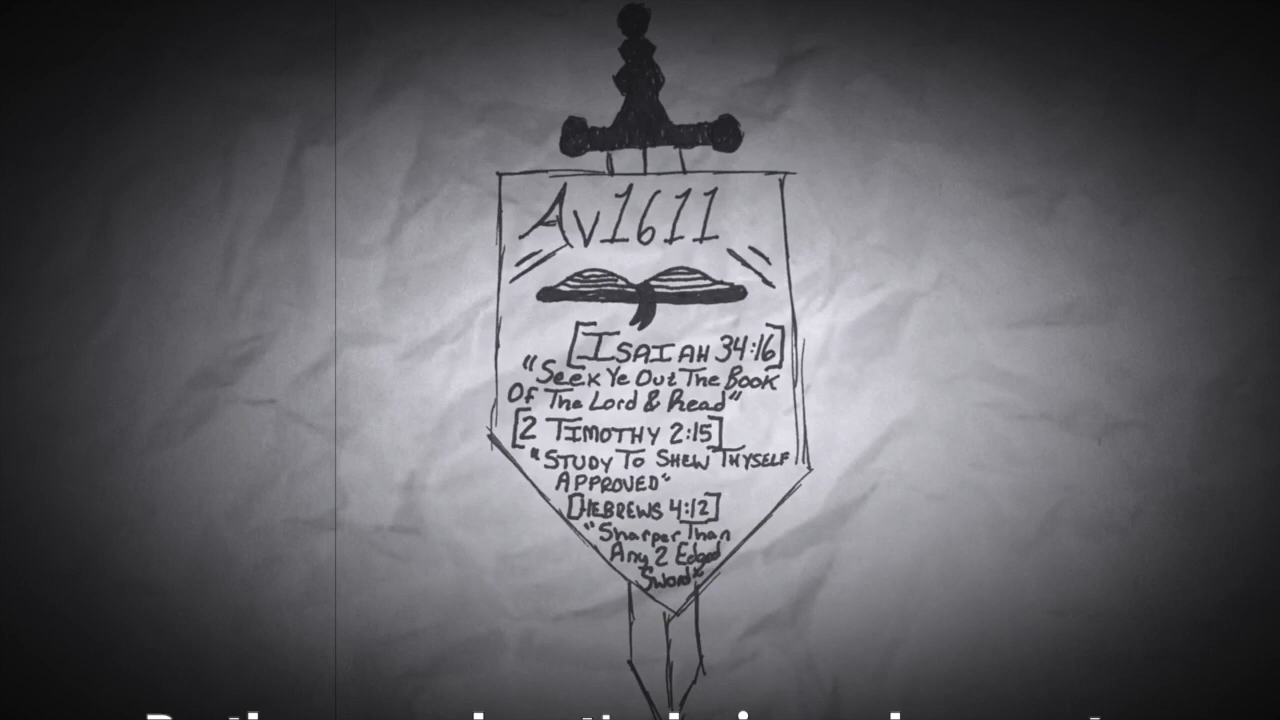 Av1611
[ISAIAH 34:16]
"Seek Ye Out The Book
Of The Lord & Read"
[2 TIMOTHY 2:15]
"STUDY TO SHEW THYSELF
APPROVED"
[HEBREWS 4:12]
"Sharper Than
Any 2 Edged
Sword"